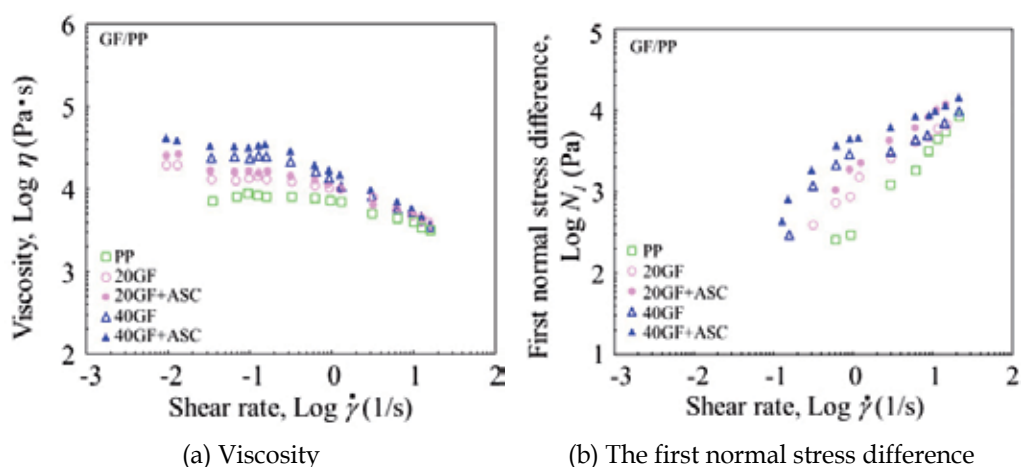 6
5
4
3
2
-3
-2
-1
0
1
2
Viscosity, Log η (Pa•s)
Shear rate, Log γ̇ (1/s)
GF/PP
PP
20GF
20GF+ASC
40GF
40GF+ASC
(a) Viscosity
5
4
3
2
1
-3
-2
-1
0
1
2
First normal stress difference,
Log N₁ (Pa)
Shear rate, Log γ̇ (1/s)
GF/PP
PP
20GF
20GF+ASC
40GF
40GF+ASC
(b) The first normal stress difference